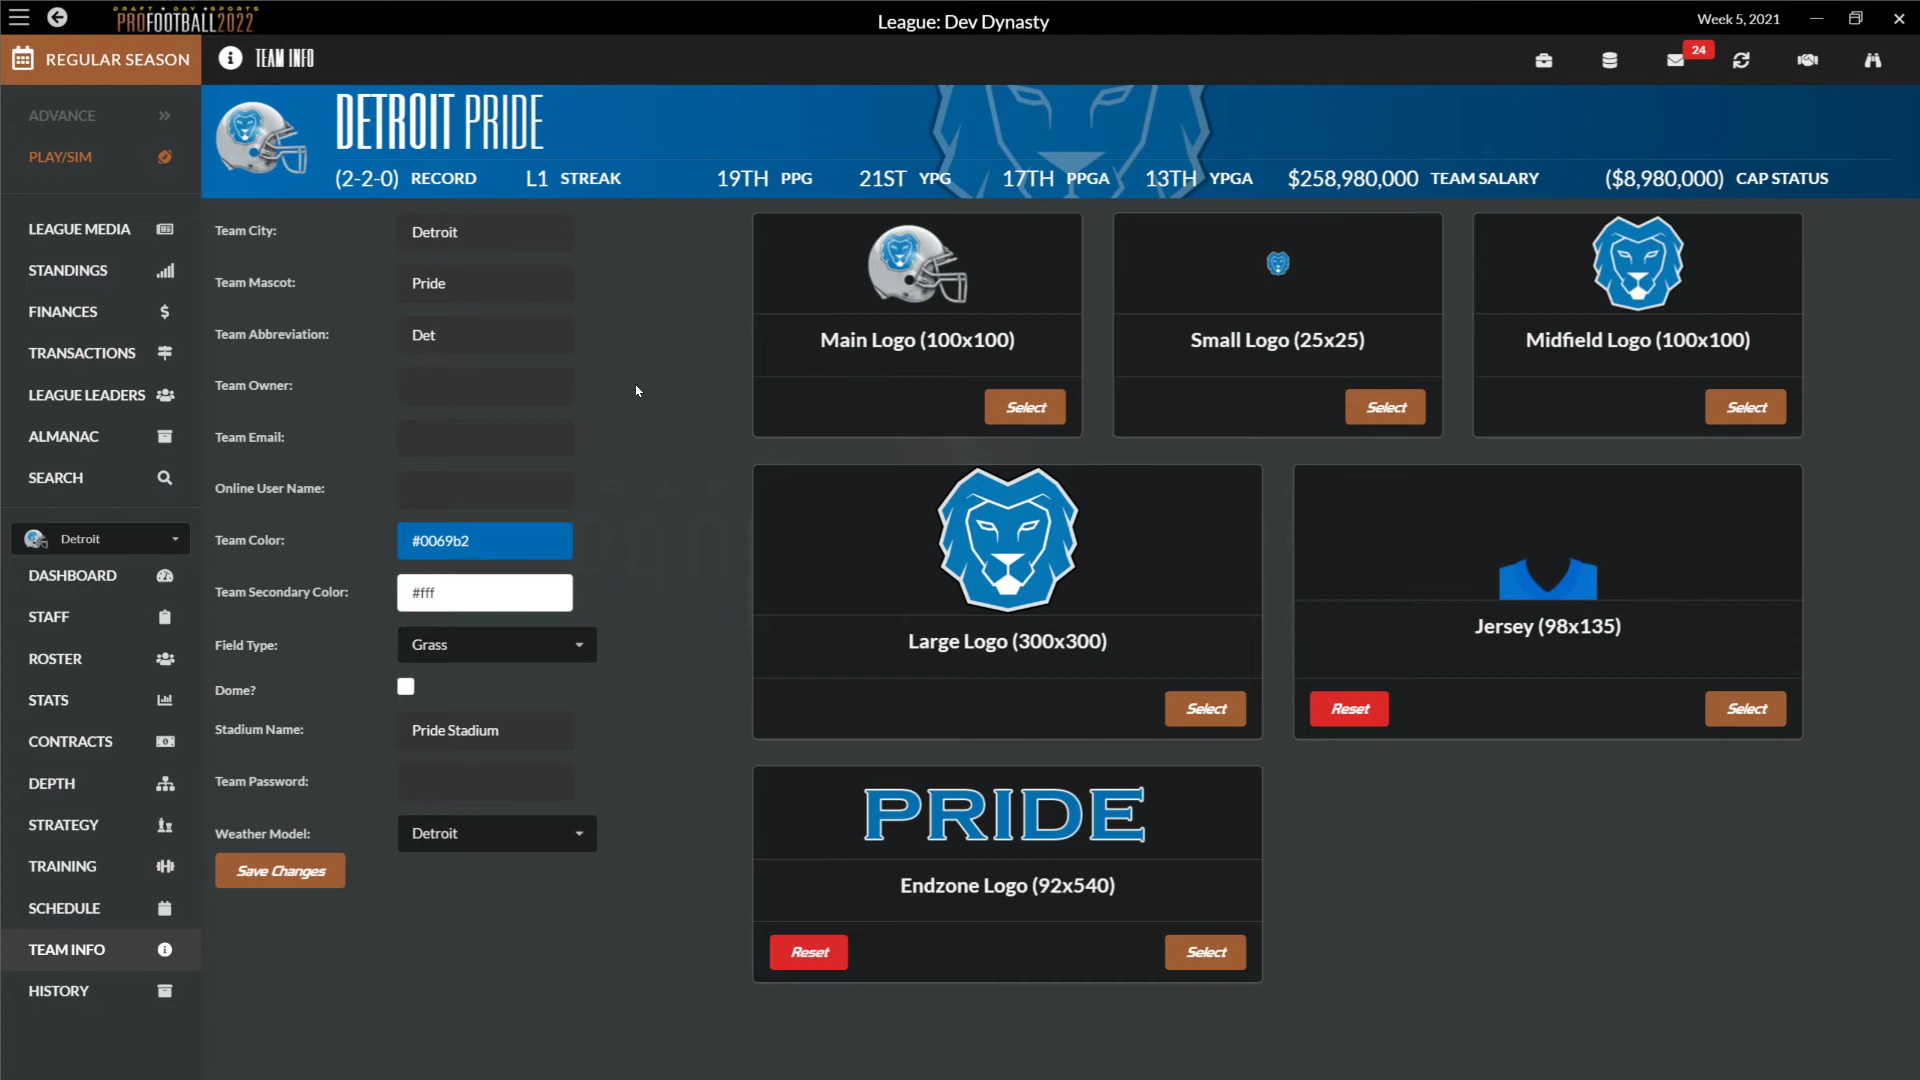 DRAFT DAY SPORTS
PROFOOTBALL2022
League: Dev Dynasty
Week 5, 2021
REGULAR SEASON
TEAM INFO
24
ADVANCE
PLAY/SIM
DETROIT PRIDE
(2-2-0) RECORD L1 STREAK 19TH PPG 21ST YPG 17TH PPGA 13TH YPGA $258,980,000 TEAM SALARY ($8,980,000) CAP STATUS
LEAGUE MEDIA
STANDINGS
FINANCES
TRANSACTIONS
LEAGUE LEADERS
ALMANAC
SEARCH
Detroit
DASHBOARD
STAFF
ROSTER
STATS
CONTRACTS
DEPTH
STRATEGY
TRAINING
SCHEDULE
TEAM INFO
HISTORY
Team City: Detroit
Team Mascot: Pride
Team Abbreviation: Det
Team Owner:
Team Email:
Online User Name:
Team Color: #0069b2
Team Secondary Color: #fff
Field Type: Grass
Dome?
Stadium Name: Pride Stadium
Team Password:
Weather Model: Detroit
Save Changes
Main Logo (100x100)
Select
Small Logo (25x25)
Select
Midfield Logo (100x100)
Select
Large Logo (300x300)
Select
Jersey (98x135)
Reset Select
PRIDE
Endzone Logo (92x540)
Reset Select